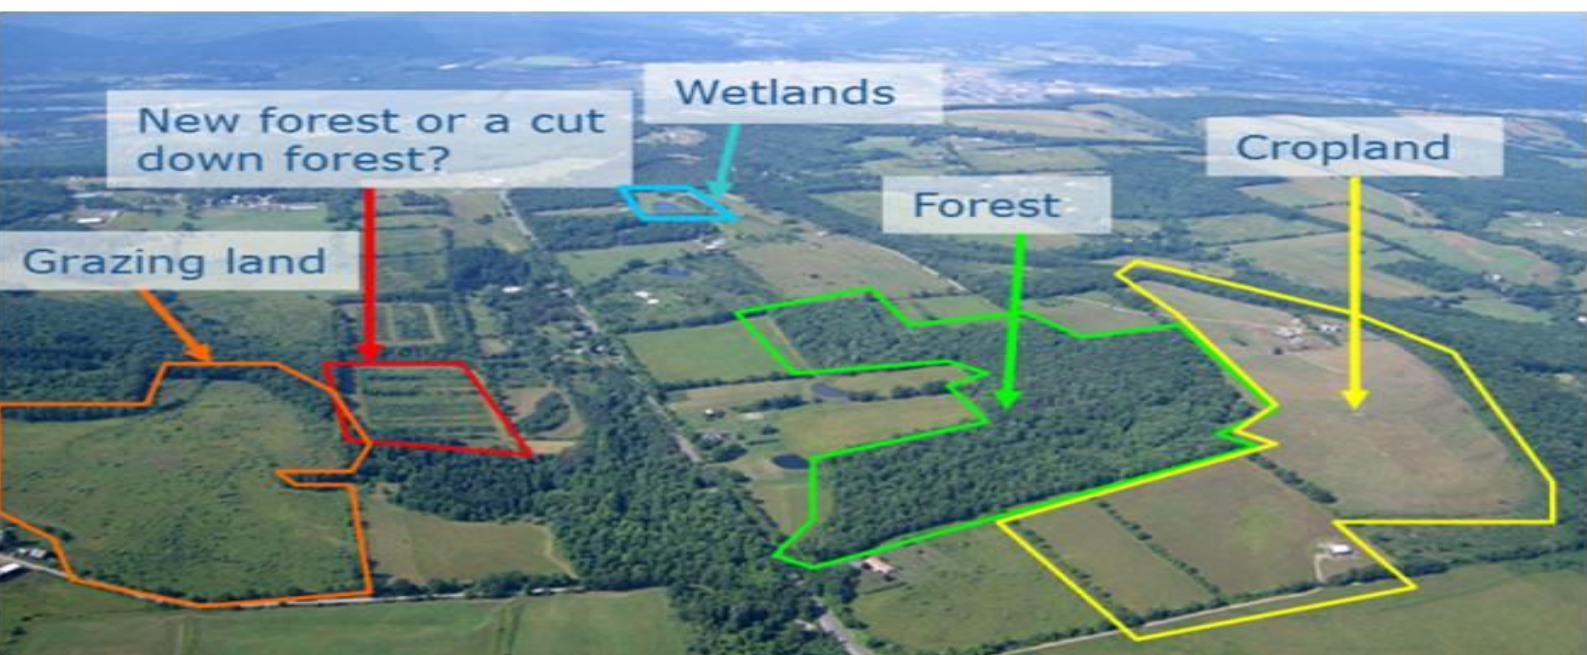 Wetlands
New forest or a cut
down forest?
Cropland
Forest
Grazing land